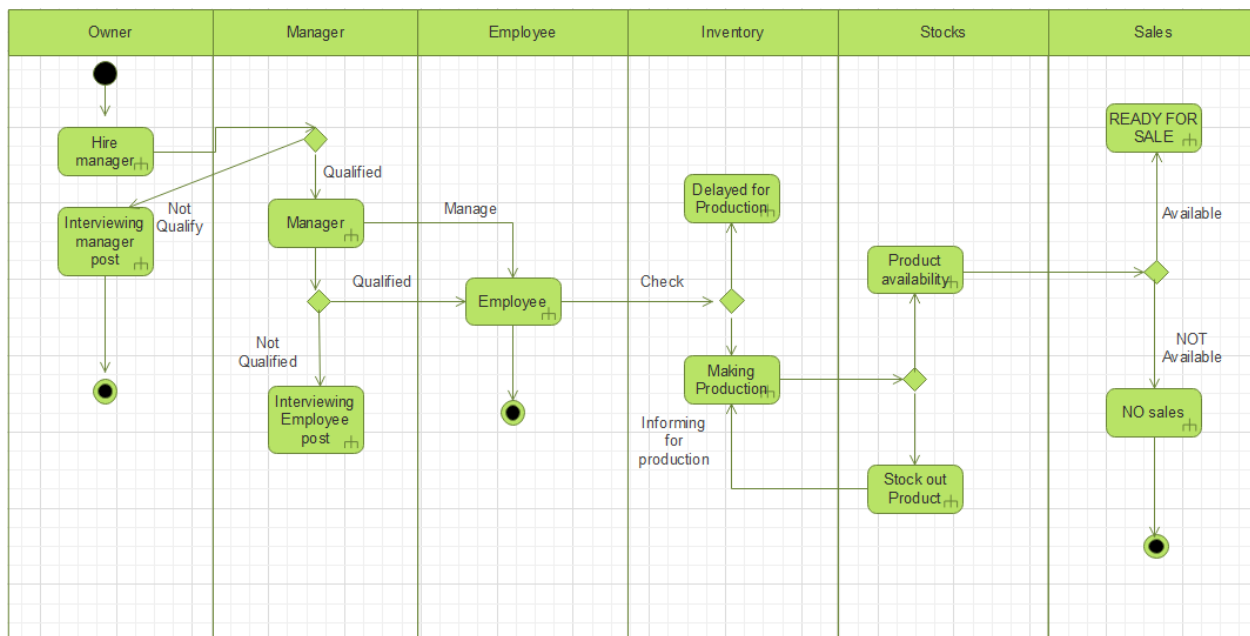 Owner
Manager
Employee
Inventory
Stocks
Sales
Hire
manager
Not
Qualify
Interviewing
manager
post
Qualified
Manager
Manage
Qualified
Not
Qualified
Interviewing
Employee
post
Employee
Check
Delayed for
Production
Making
Production
Informing
for
production
Product
availability
Stock out
Product
READY FOR
SALE
Available
NOT
Available
NO sales